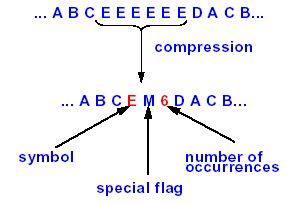 ... A B C E E E E E E D A C B...
compression
... A B C E M 6 D A C B...
symbol
special flag
number of
occurrences